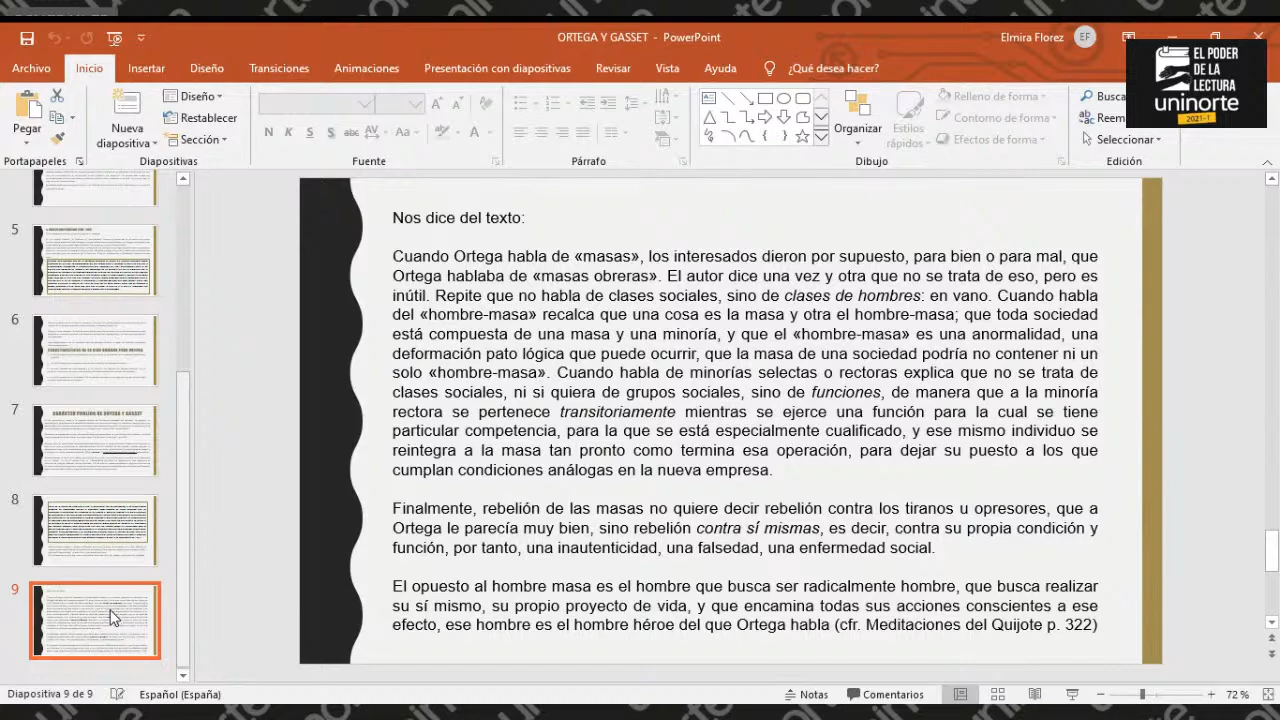 ORTEGA Y GASSET - PowerPoint
Elmira Florez
EF
Archivo
Inicio
Insertar
Diseño
Transiciones
Animaciones
Presentación con diapositivas
Revisar
Vista
Ayuda
¿Qué desea hacer?
EL PODER
DE LA
LECTURA
uninorte
2021-1
Pegar
Nueva
diapositiva
Diseño
Restablecer
Sección
Organizar
Estilos
rápidos
Relleno de forma
Contorno de forma
Efectos de forma
Busca
Reem
Seleccionar
Portapapeles
Diapositivas
Fuente
Párrafo
Dibujo
Edición
5
6
7
8
9
Nos dice del texto:
Cuando Ortega habla de «masas», los interesados
supuesto, para bien o para mal, que
Ortega hablaba de «masas obreras». El autor dice una vez y otra que no se trata de eso, pero es
inútil. Repite que no habla de clases sociales, sino de clases de hombres: en vano. Cuando habla
del «hombre-masa» recalca que una cosa es la masa y otra el hombre-masa; que toda sociedad
está compuesta de una masa y una minoría, y que el «hombre-masa» es una anormalidad, una
deformación pato lógica que puede ocurrir, que la masa de una sociedad podría no contener ni un
solo «hombre-masa». Cuando habla de minorías selectas o rectoras explica que no se trata de
clases sociales, ni si quiera de grupos sociales, sino de funciones, de manera que a la minoría
rectora se pertenece transitoriamente mientras se ejerce una función para la cual se tiene
particular competencia, para la que se está especialmente cualificado, y ese mismo individuo se
reintegra a la masa tan pronto como termina esa operación, para dejar su puesto a los que
cumplan condiciones análogas en la nueva empresa.
Finalmente, rebelión de las masas no quiere decir rebelión contra los tiranos u opresores, que a
Ortega le parecía muy bien, sino rebelión contra sí mismas, es decir, contra su propia condición y
función, por tanto, una inautenticidad, una falsedad, una enfermedad social.
El opuesto al hombre masa es el hombre que busca ser radicalmente hombre, que busca realizar
su sí mismo, su propio proyecto de vida, y que encamina todas sus acciones conscientes a ese
efecto, ese hombre es el hombre héroe del que Ortega habla (cfr. Meditaciones del Quijote p. 322)
Diapositiva 9 de 9
Español (España)
Notas
Comentarios
72 %